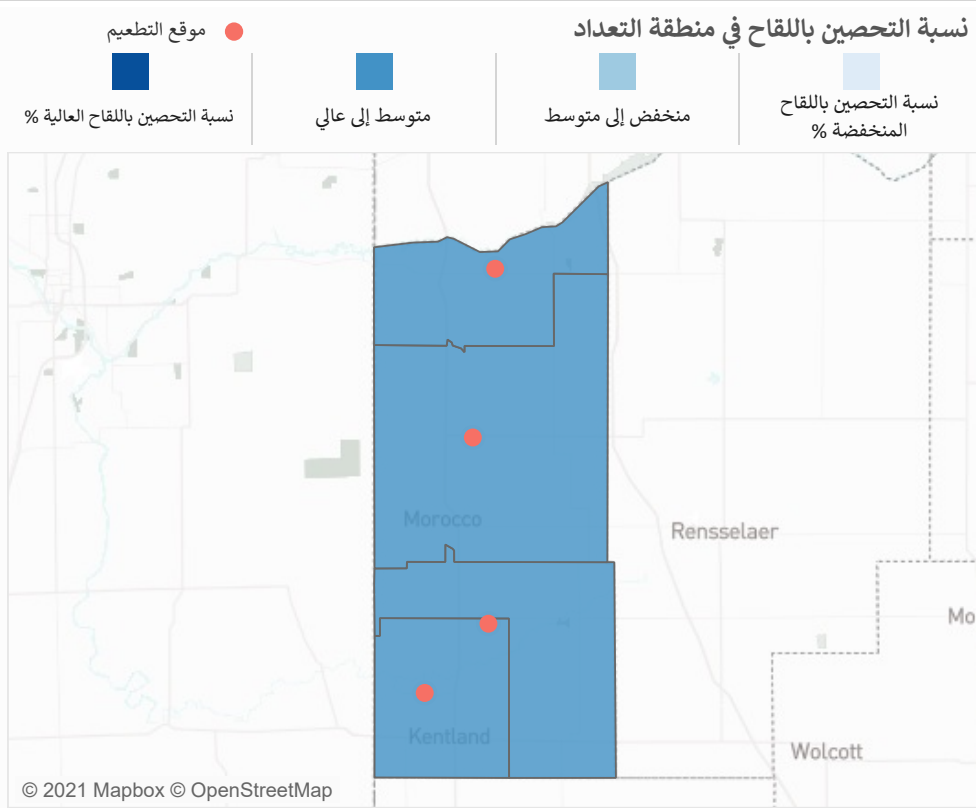 نسبة التحصين باللقاح في منطقة التعداد
موقع التطعيم
نسبة التحصين باللقاح
المنخفضة %
منخفض إلى متوسط
متوسط إلى عالي
نسبة التحصين باللقاح العالية %
Morocco
Rensselaer
Mo
Kentland
Wolcott
© 2021 Mapbox © OpenStreetMap